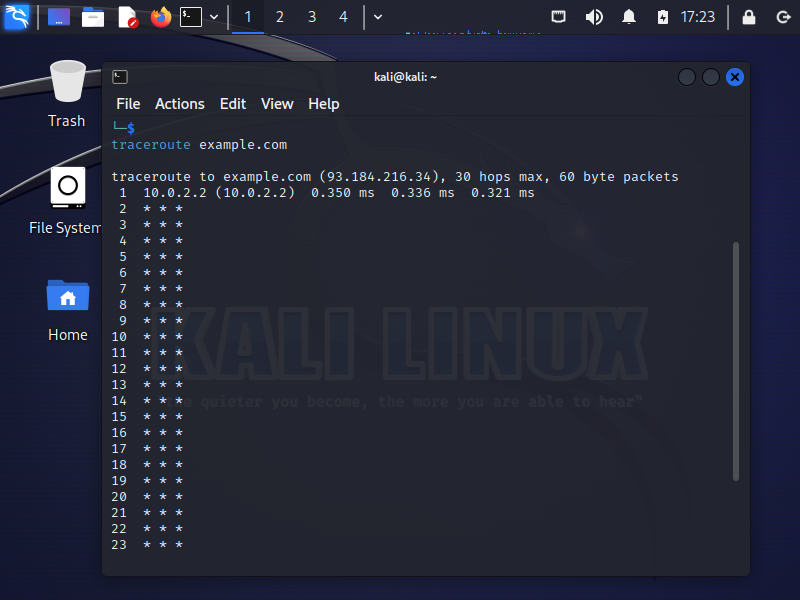 1 2 3 4 17:23
kali@kali: ~
File Actions Edit View Help
Trash
File System
Home
└─$
traceroute example.com
traceroute to example.com (93.184.216.34), 30 hops max, 60 byte packets
1 10.0.2.2 (10.0.2.2) 0.350 ms 0.336 ms 0.321 ms
2 * * *
3 * * *
4 * * *
5 * * *
6 * * *
7 * * *
8 * * *
9 * * *
10 * * *
11 * * *
12 * * *
13 * * *
14 * * *
15 * * *
16 * * *
17 * * *
18 * * *
19 * * *
20 * * *
21 * * *
22 * * *
23 * * *
KALI LINUX
quieter you become, the more you are able to hear"